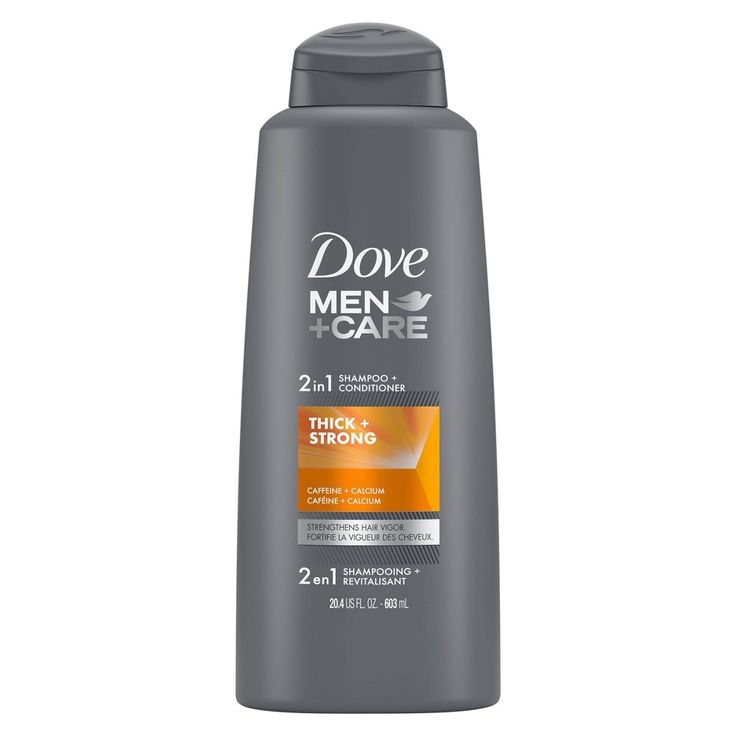 Dove
MEN
+CARE
2in1 SHAMPOO +
CONDITIONER
THICK +
STRONG
CAFFEINE + CALCIUM
CAFÉINE + CALCIUM
STRENGTHENS HAIR VIGOR.
FORTIFIE LA VIGUEUR DES CHEVEUX.
2en1 SHAMPOOING +
REVITALISANT
20.4 US FL. OZ. - 603 mL